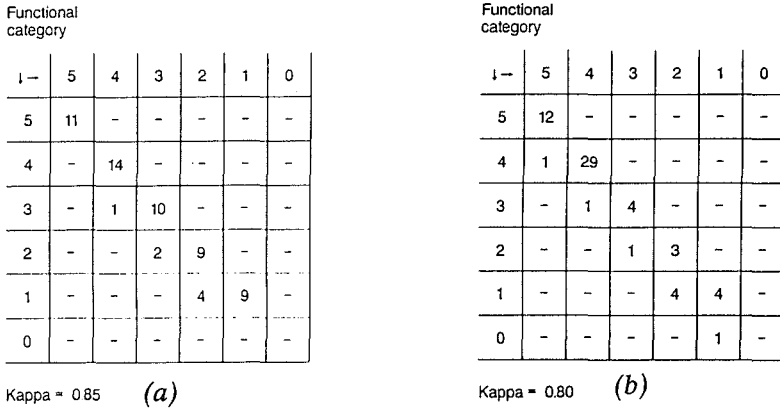 Functional
category
↓→ 5 4 3 2 1 0
5 11 - - - - -
4 - 14 - - - -
3 - 1 10 - - -
2 - - 2 9 - -
1 - - - 4 9 -
0 - - - - - -
Kappa = 0.85 (a)
Functional
category
↓→ 5 4 3 2 1 0
5 12 - - - - -
4 1 29 - - - -
3 - 1 4 - - -
2 - - 1 3 - -
1 - - - 4 4 -
0 - - - - 1 -
Kappa = 0.80 (b)